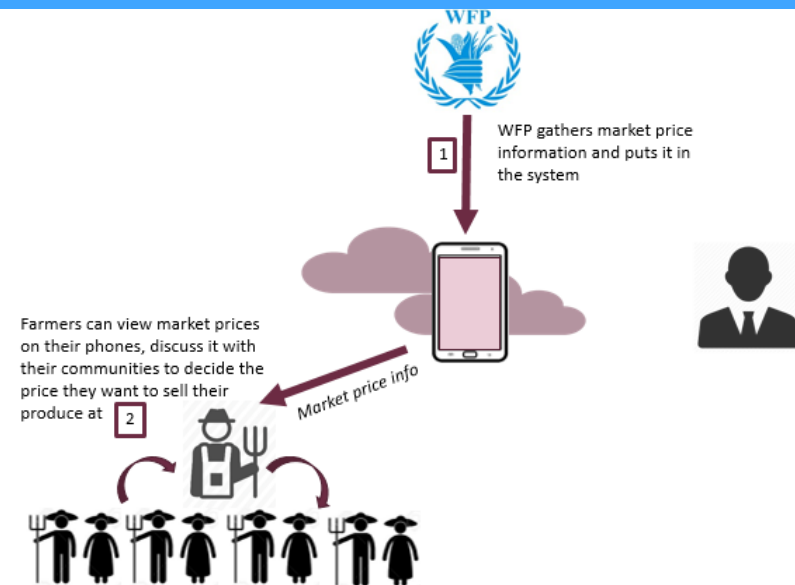 WFP
1
WFP gathers market price
information and puts it in
the system
Farmers can view market prices
on their phones, discuss it with
their communities to decide the
price they want to sell their
produce at
2
Market price info